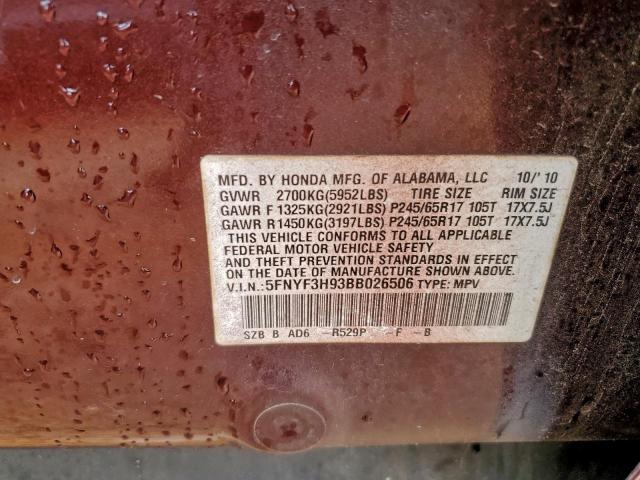 MFD. BY HONDA MFG. OF ALABAMA, LLC 10/'10
GVWR 2700KG(5952LBS) TIRE SIZE RIM SIZE
GAWR F 1325KG(2921LBS) P245/65R17 105T 17X7.5J
GAWR R1450KG(3197LBS) P245/65R17 105T 17X7.5J
THIS VEHICLE CONFORMS TO ALL APPLICABLE
FEDERAL MOTOR VEHICLE SAFETY
AND THEFT PREVENTION STANDARDS IN EFFECT
ON THE DATE OF MANUFACTURE SHOWN ABOVE.
V.I.N.:5FNYF3H93BB026506 TYPE: MPV
SZB B AD6 -R529P -F -B